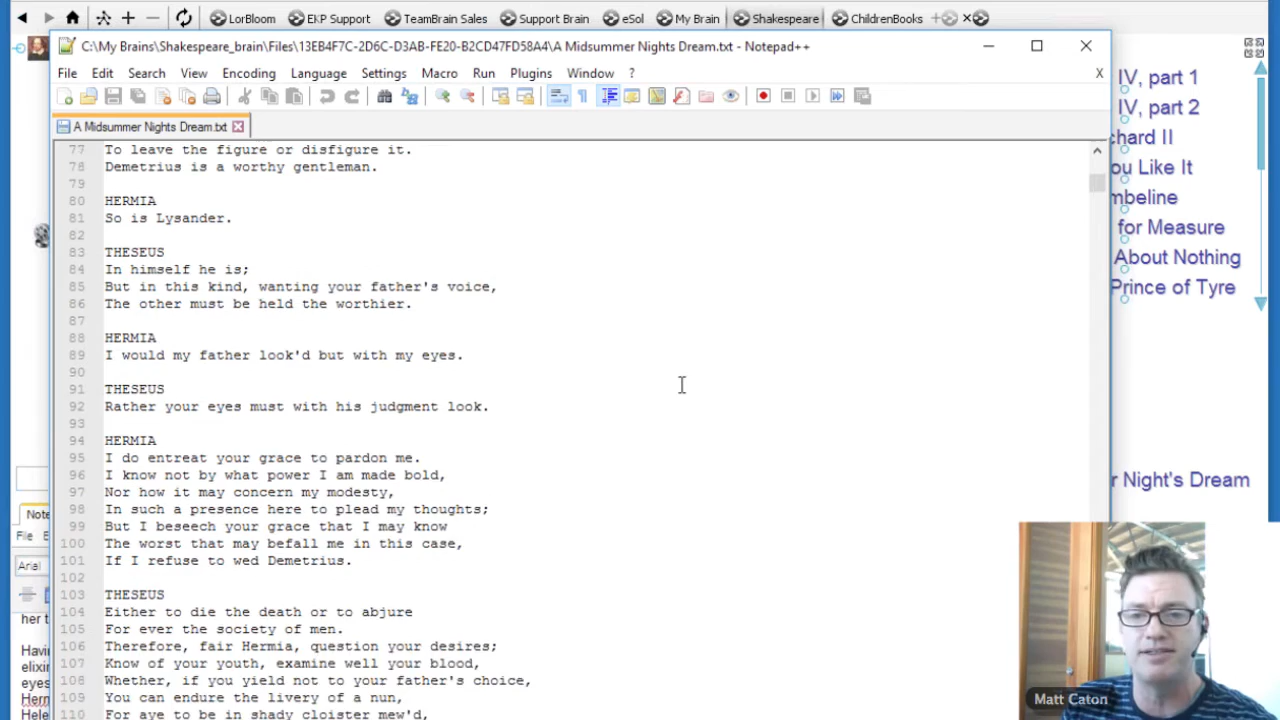 LorBloom EKP Support TeamBrain Sales Support Brain eSol My Brain Shakespeare ChildrenBooks
C:\My Brains\Shakespeare_brain\Files\13EB4F7C-2D6C-D3AB-FE20-B2CD47FD58A4\A Midsummer Nights Dream.txt - Notepad++
File Edit Search View Encoding Language Settings Macro Run Plugins Window ? X
A Midsummer Nights Dream.txt
77 To leave the figure or disfigure it.
78 Demetrius is a worthy gentleman.
79
80 HERMIA
81 So is Lysander.
82
83 THESEUS
84 In himself he is;
85 But in this kind, wanting your father's voice,
86 The other must be held the worthier.
87
88 HERMIA
89 I would my father look'd but with my eyes.
90
91 THESEUS
92 Rather your eyes must with his judgment look.
93
94 HERMIA
95 I do entreat your grace to pardon me.
96 I know not by what power I am made bold,
97 Nor how it may concern my modesty,
98 In such a presence here to plead my thoughts;
99 But I beseech your grace that I may know
100 The worst that may befall me in this case,
101 If I refuse to wed Demetrius.
102
103 THESEUS
104 Either to die the death or to abjure
105 For ever the society of men.
106 Therefore, fair Hermia, question your desires;
107 Know of your youth, examine well your blood,
108 Whether, if you yield not to your father's choice,
109 You can endure the livery of a nun,
110 For aye to be in shady cloister mew'd,
IV, part 1
IV, part 2
chard II
ou Like It
mbeline
for Measure
About Nothing
Prince of Tyre
r Night's Dream
Note
File E
Arial
her t
Havi
elixi
eyes
Herm
Hele
Matt Caton